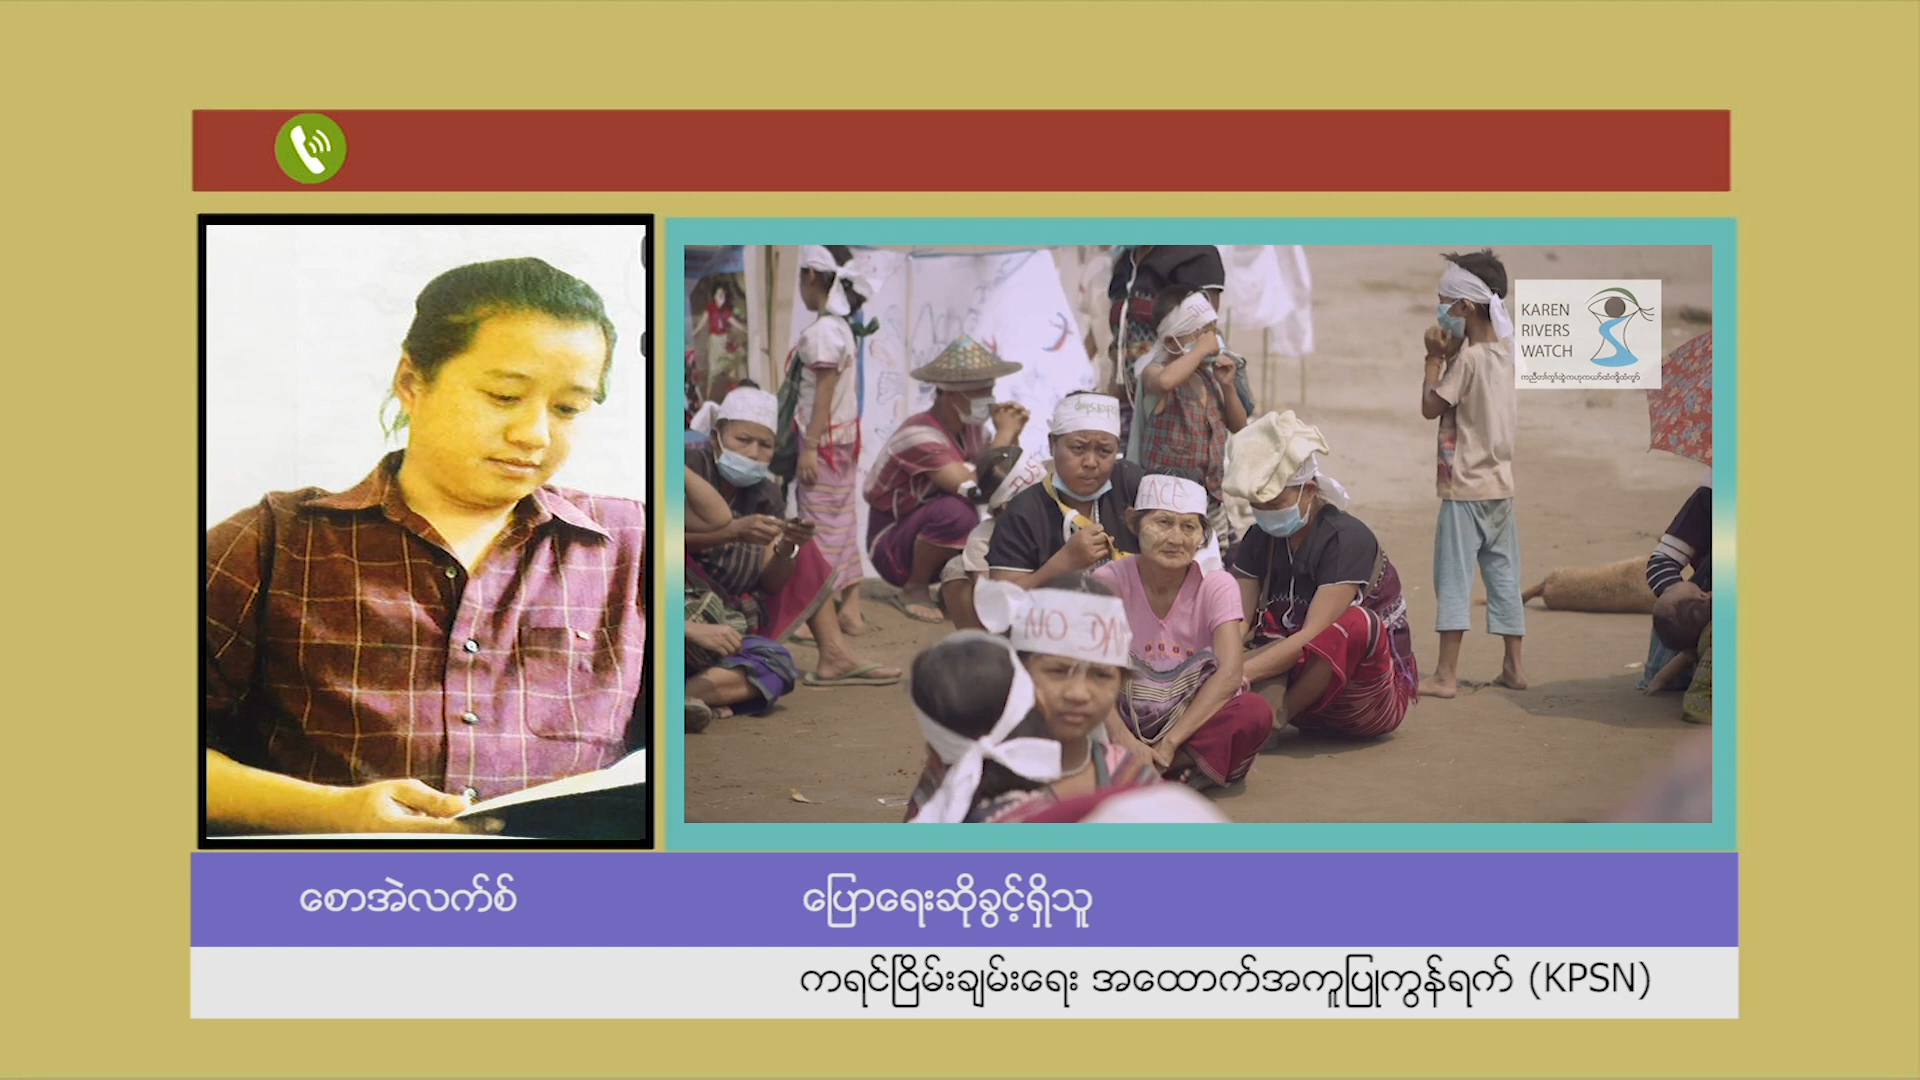 KAREN
RIVERS
WATCH
JUST
PEACE
NO DAM
စောအဲလက်စ်
ပြောရေးဆိုခွင့်ရှိသူ
ကရင်ငြိမ်းချမ်းရေး အထောက်အကူပြုကွန်ရက် (KPSN)